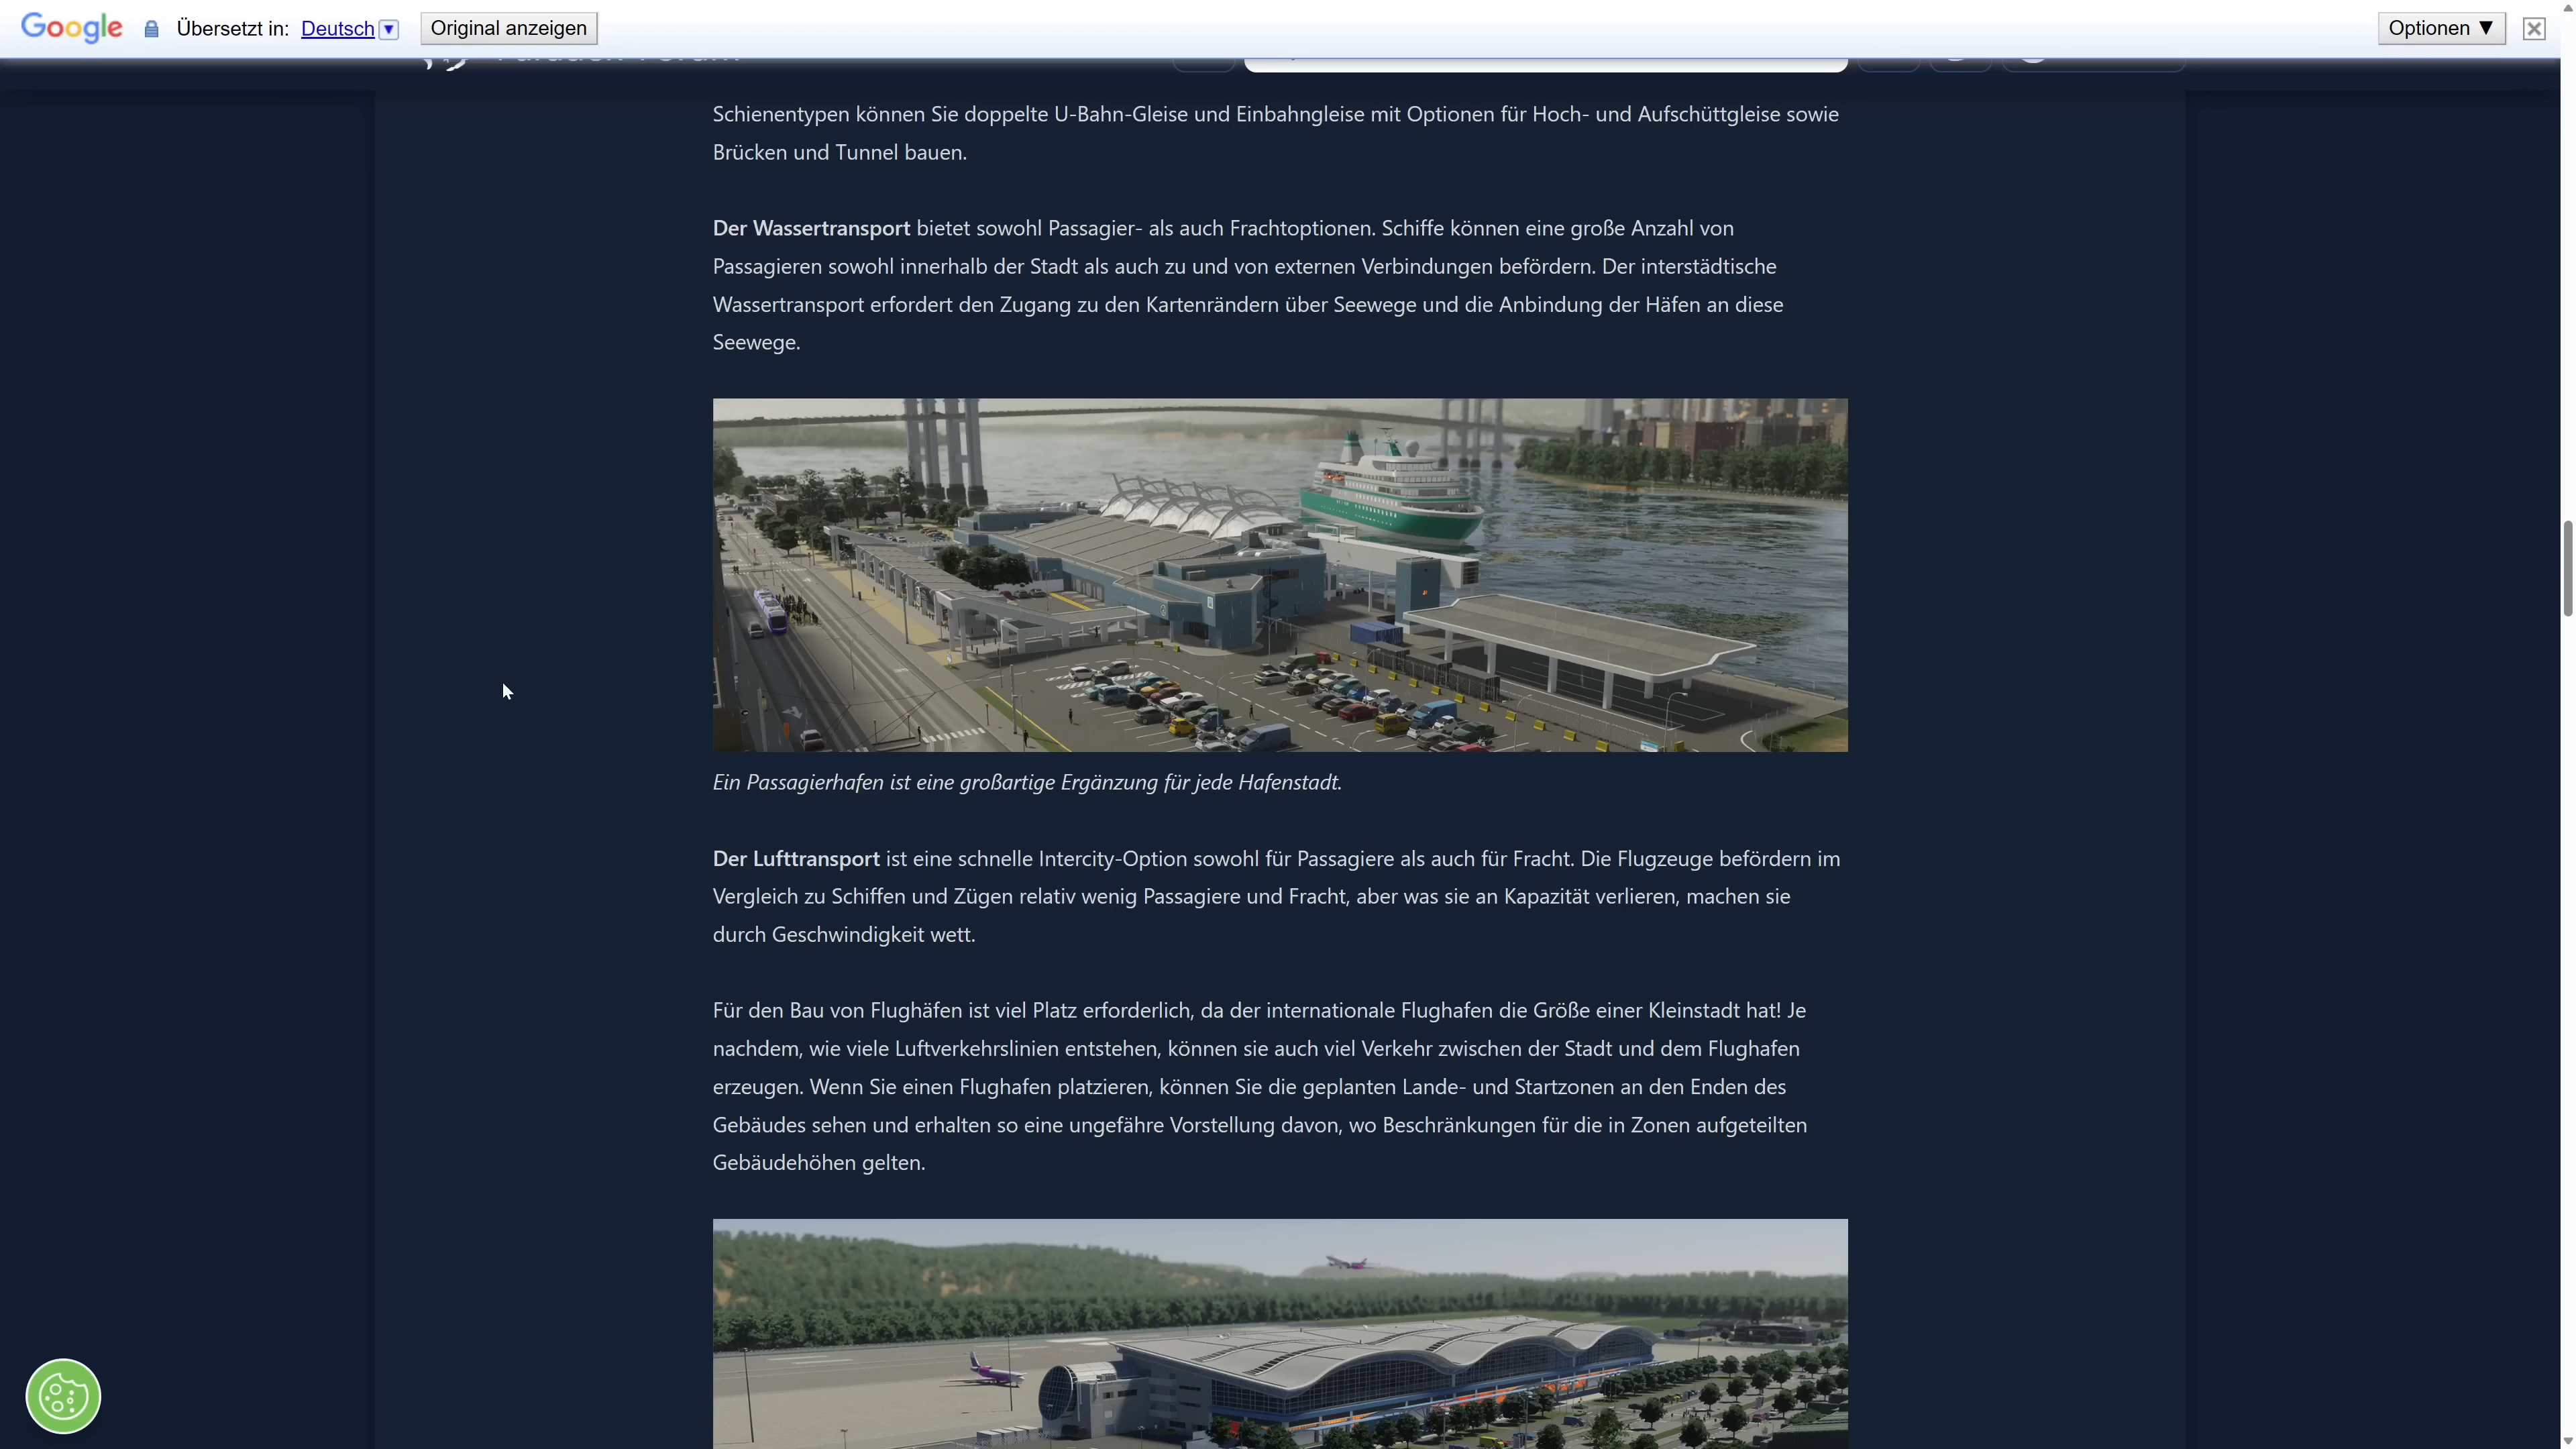 Google Übersetzt in: Deutsch Original anzeigen Optionen ▼
Schienentypen können Sie doppelte U-Bahn-Gleise und Einbahngleise mit Optionen für Hoch- und Aufschüttgleise sowie
Brücken und Tunnel bauen.
Der Wassertransport bietet sowohl Passagier- als auch Frachtoptionen. Schiffe können eine große Anzahl von
Passagieren sowohl innerhalb der Stadt als auch zu und von externen Verbindungen befördern. Der interstädtische
Wassertransport erfordert den Zugang zu den Kartenrändern über Seewege und die Anbindung der Häfen an diese
Seewege.
Ein Passagierhafen ist eine großartige Ergänzung für jede Hafenstadt.
Der Lufttransport ist eine schnelle Intercity-Option sowohl für Passagiere als auch für Fracht. Die Flugzeuge befördern im
Vergleich zu Schiffen und Zügen relativ wenig Passagiere und Fracht, aber was sie an Kapazität verlieren, machen sie
durch Geschwindigkeit wett.
Für den Bau von Flughäfen ist viel Platz erforderlich, da der internationale Flughafen die Größe einer Kleinstadt hat! Je
nachdem, wie viele Luftverkehrslinien entstehen, können sie auch viel Verkehr zwischen der Stadt und dem Flughafen
erzeugen. Wenn Sie einen Flughafen platzieren, können Sie die geplanten Lande- und Startzonen an den Enden des
Gebäudes sehen und erhalten so eine ungefähre Vorstellung davon, wo Beschränkungen für die in Zonen aufgeteilten
Gebäudehöhen gelten.